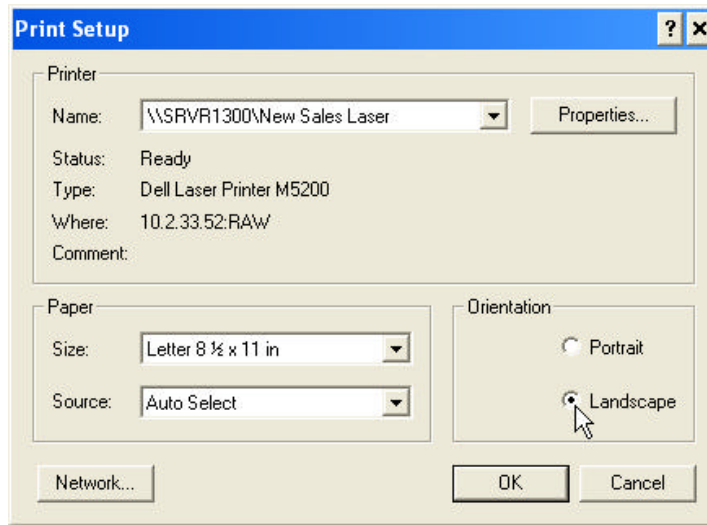 Print Setup
? ×
Printer
Name: \\SRVR1300\New Sales Laser Properties...
Status: Ready
Type: Dell Laser Printer M5200
Where: 10.2.33.52:RAW
Comment:
Paper
Size: Letter 8 ½ x 11 in
Source: Auto Select
Orientation
Portrait
Landscape
Network... OK Cancel